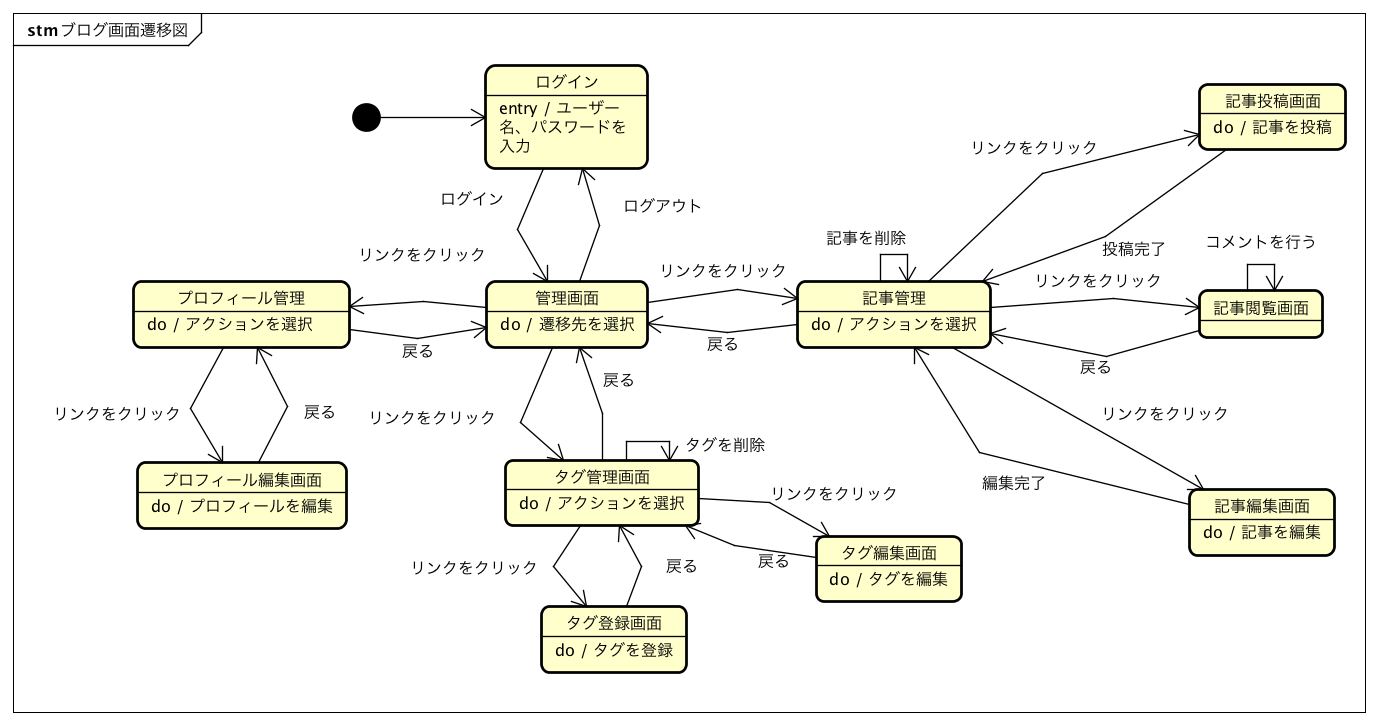 stm ブログ画面遷移図
ログイン
entry / ユーザー
名、パスワードを
入力
記事投稿画面
do / 記事を投稿
リンクをクリック
ログイン
ログアウト
記事を削除
投稿完了
コメントを行う
リンクをクリック
リンクをクリック
リンクをクリック
プロフィール管理
do / アクションを選択
管理画面
do / 遷移先を選択
記事管理
do / アクションを選択
記事閲覧画面
戻る
戻る
戻る
戻る
リンクをクリック
戻る
リンクをクリック
リンクをクリック
タグを削除
プロフィール編集画面
do / プロフィールを編集
タグ管理画面
do / アクションを選択
リンクをクリック
編集完了
記事編集画面
do / 記事を編集
リンクをクリック
戻る
戻る
タグ編集画面
do / タグを編集
タグ登録画面
do / タグを登録